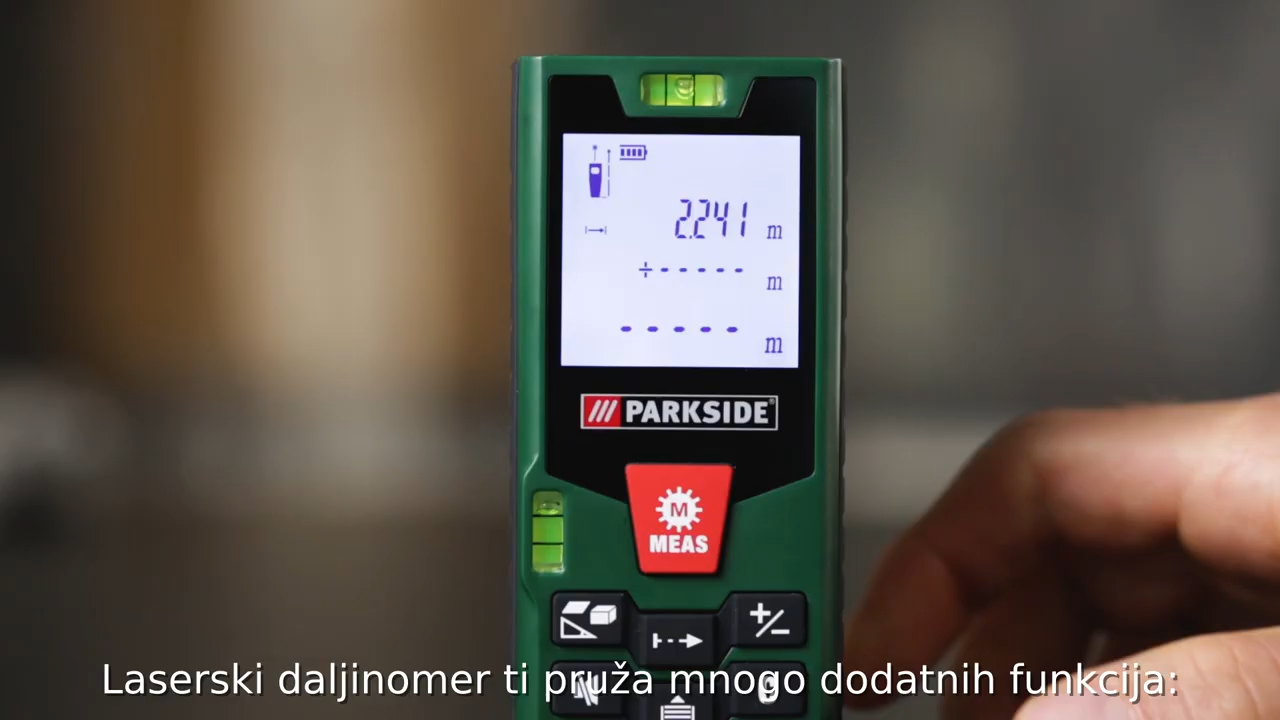 2.241 m
+ - - - - - m
- - - - - m
PARKSIDE
M
MEAS
+/-
Laserski daljinomer ti pruža mnogo dodatnih funkcija: